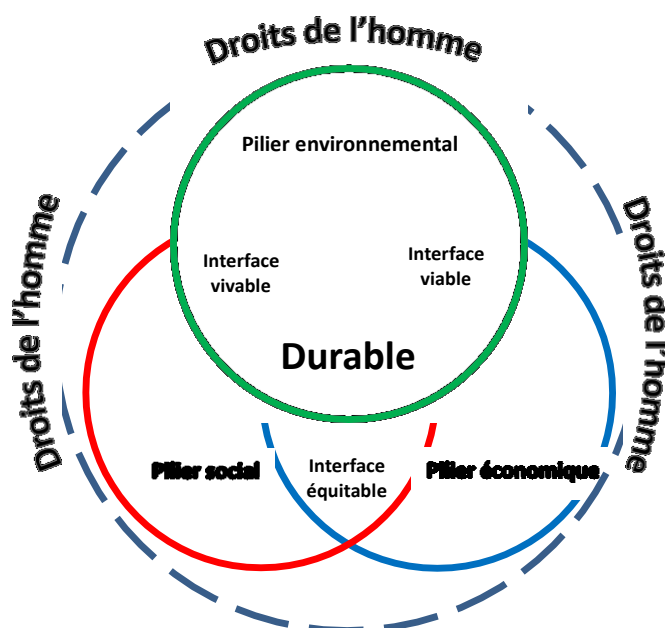 Droits de l'homme
Pilier environnemental
Droits de l'homme
Droits de l'homme
Interface
vivable
Interface
viable
Durable
Pilier social
Interface
équitable
Pilier économique